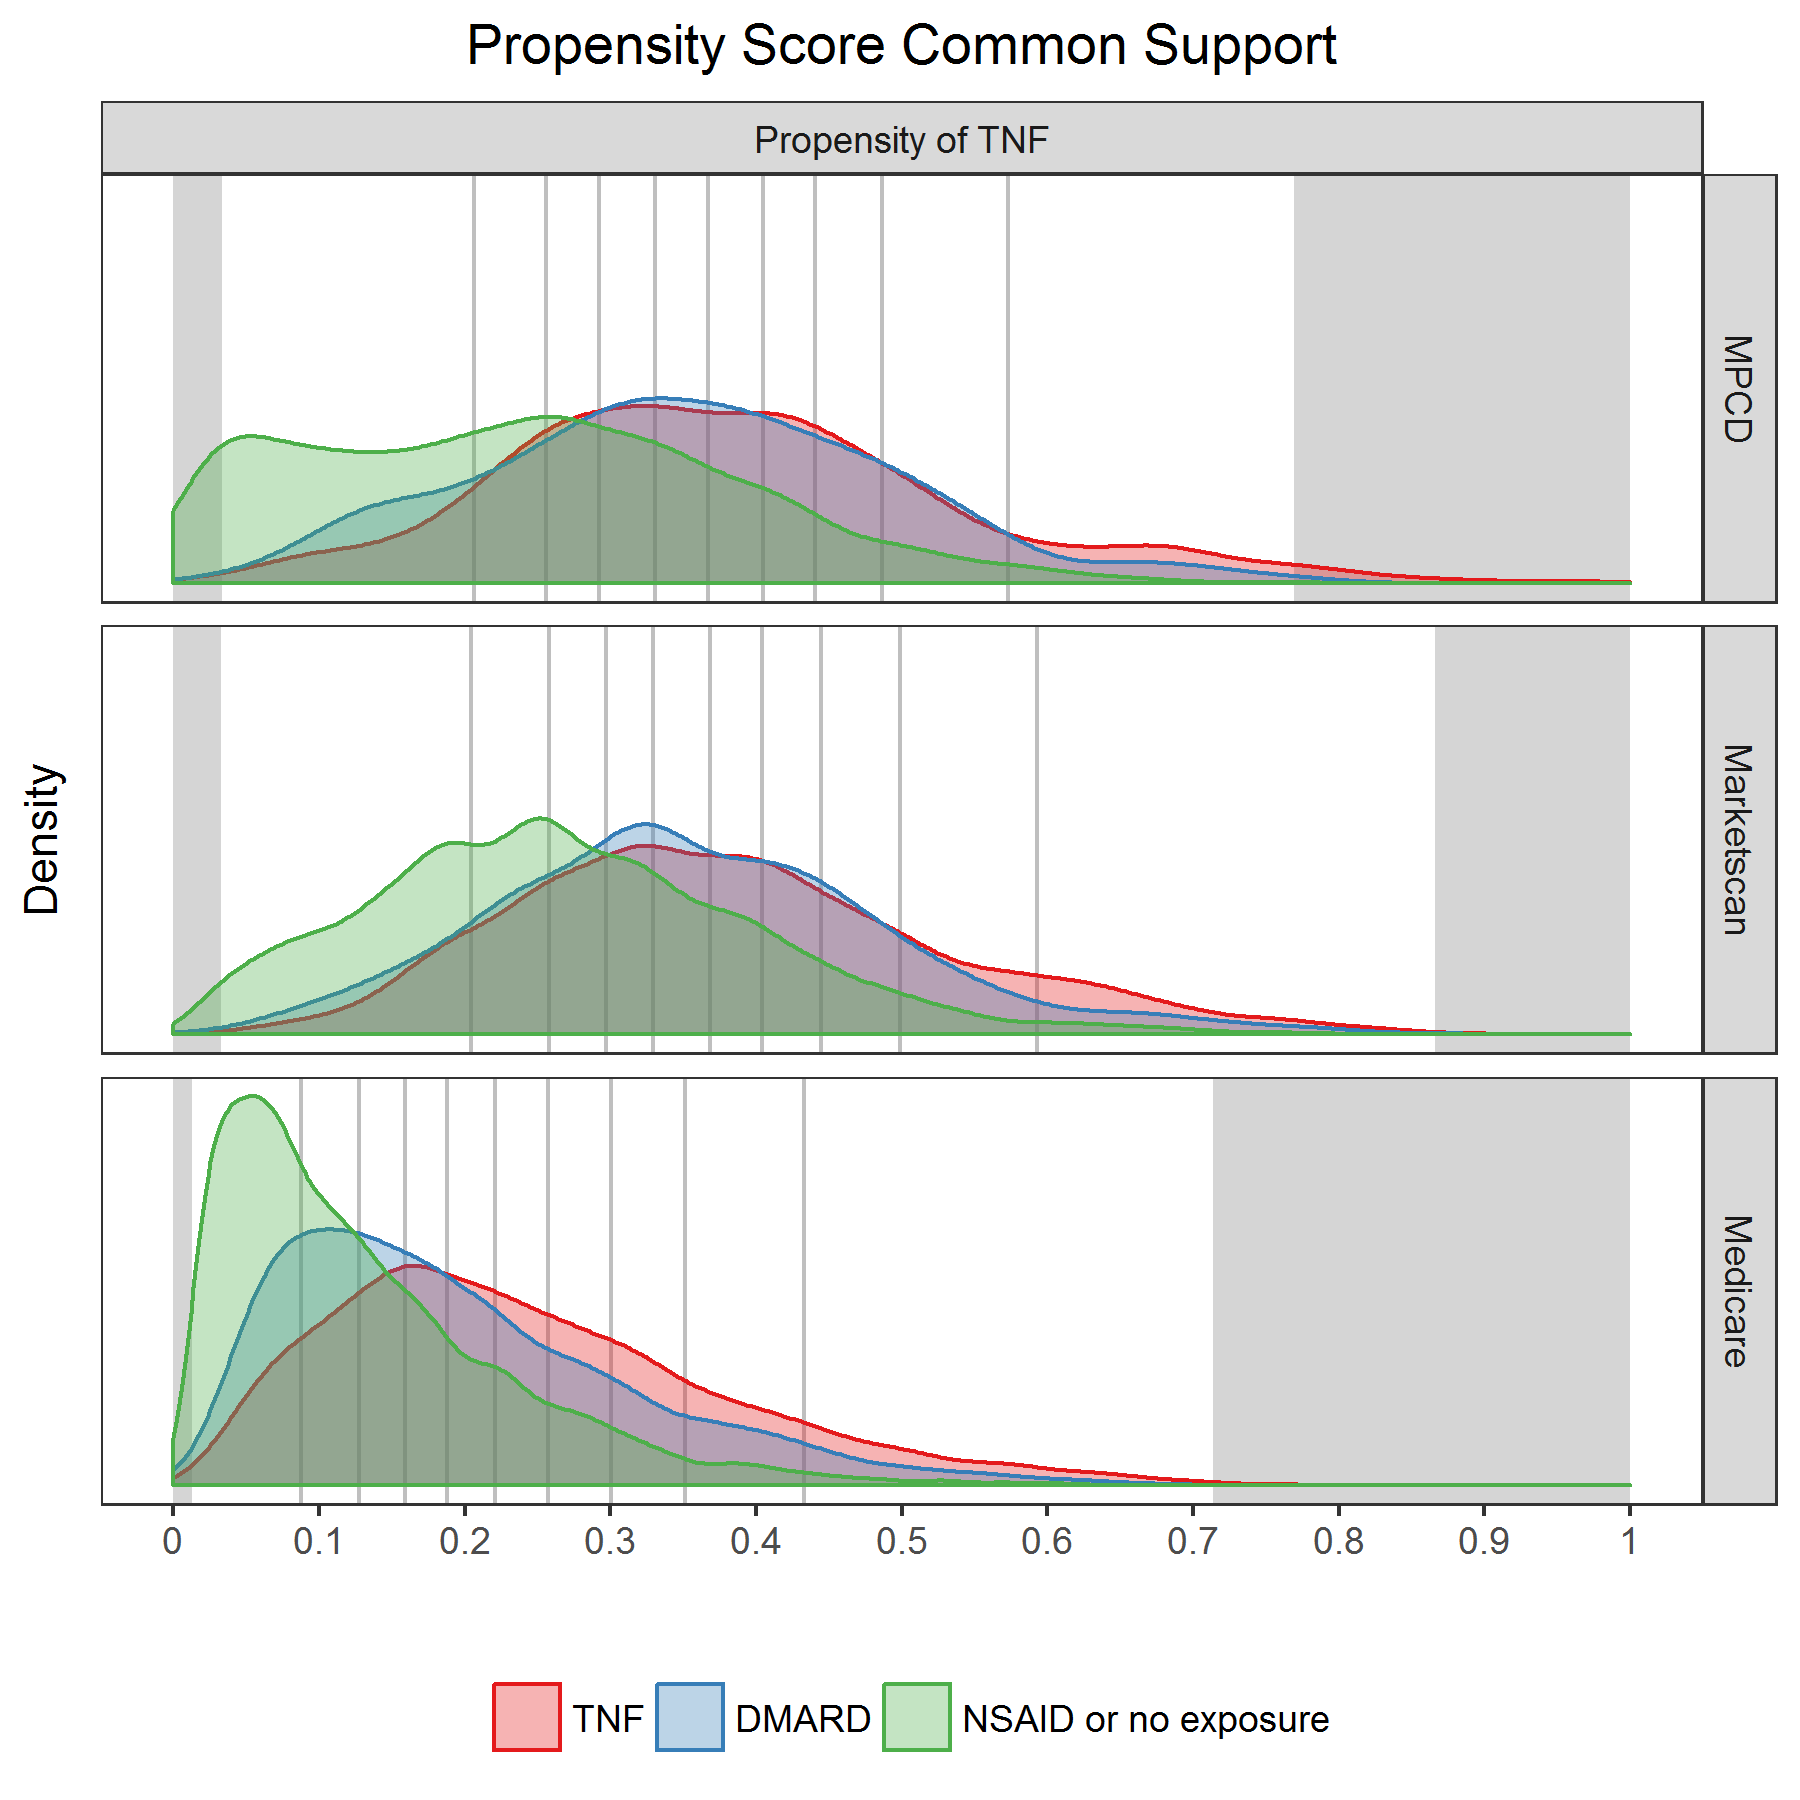 Propensity Score Common Support
Propensity of TNF
MPCD
Marketscan
Medicare
Density
0 0.1 0.2 0.3 0.4 0.5 0.6 0.7 0.8 0.9 1
TNF DMARD NSAID or no exposure